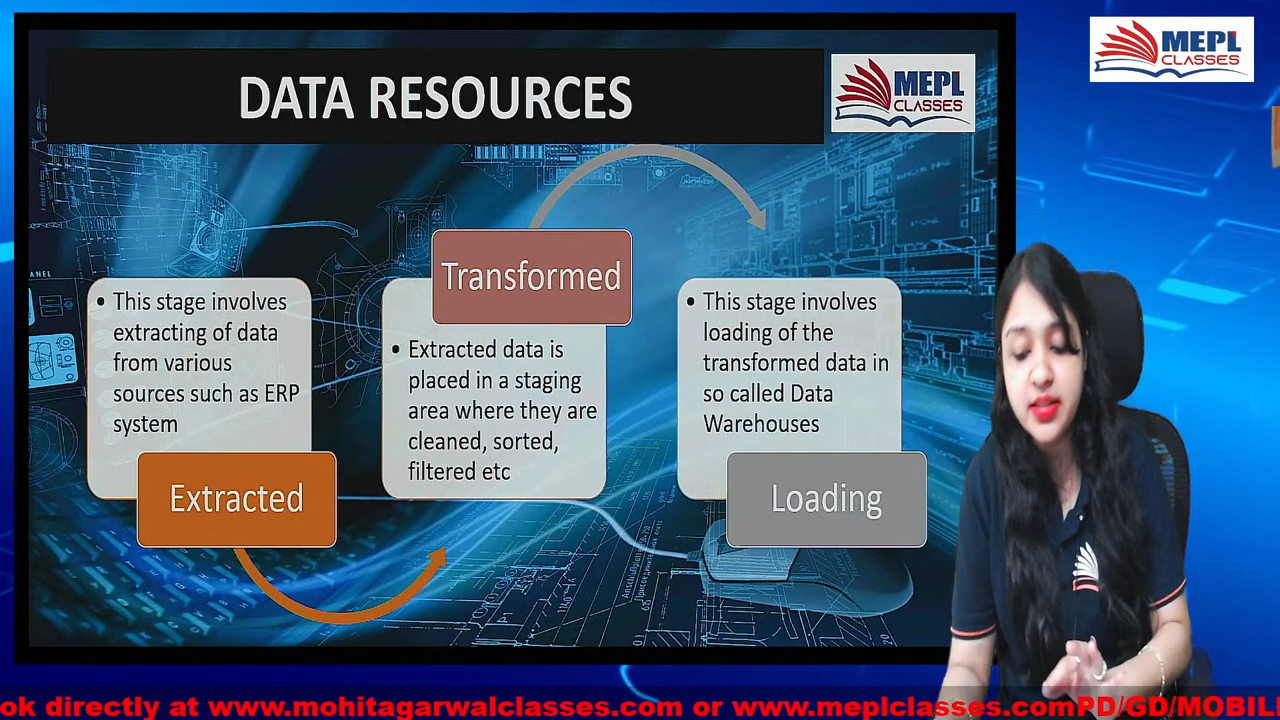 MEPL
CLASSES
DATA RESOURCES
MEPL
CLASSES
• This stage involves
extracting of data
from various
sources such as ERP
system
Extracted
Transformed
• Extracted data is
placed in a staging
area where they are
cleaned, sorted,
filtered etc
• This stage involves
loading of the
transformed data in
so called Data
Warehouses
Loading
ok directly at www.mohitagarwalclasses.com or www.meplclasses.comPD/GD/MOBIL